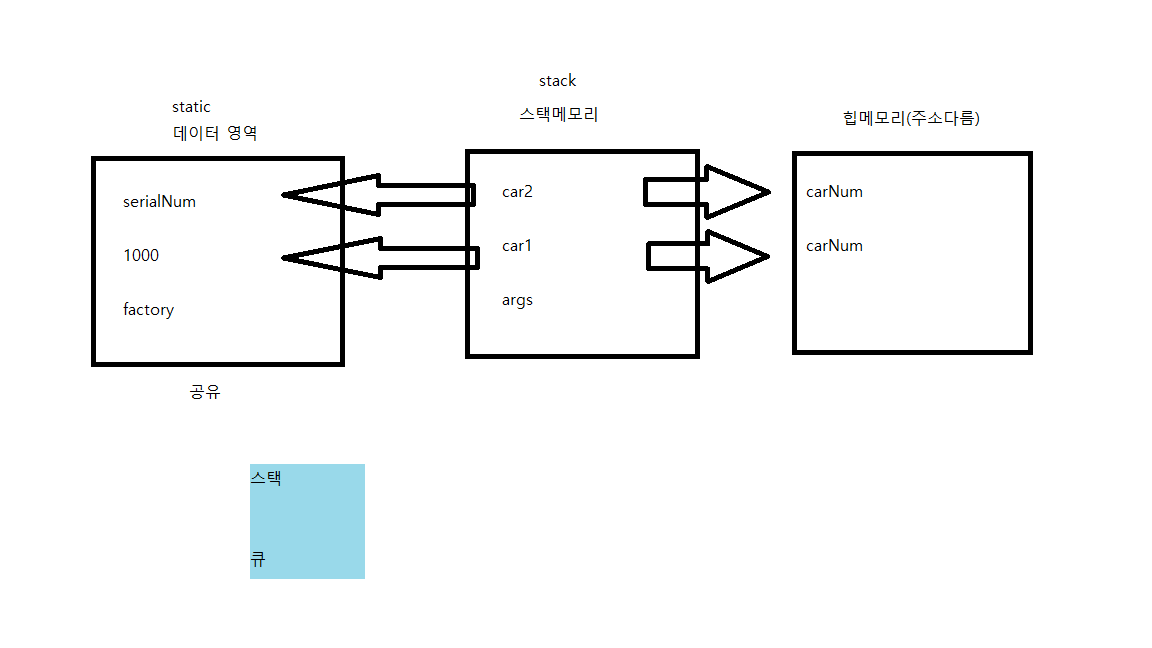 static
데이터 영역
serialNum
1000
factory
공유
stack
스택메모리
car2
car1
args
힙메모리(주소다름)
carNum
carNum
스택
큐